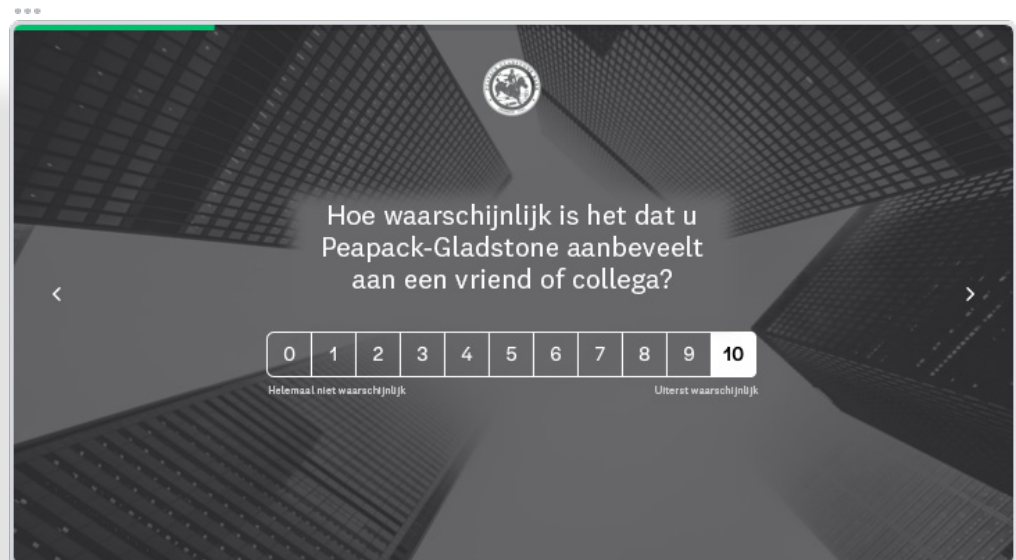 Hoe waarschijnlijk is het dat u
Peapack-Gladstone aanbeveelt
aan een vriend of collega?
0 1 2 3 4 5 6 7 8 9 10
Helemaal niet waarschijnlijk Uiterst waarschijnlijk